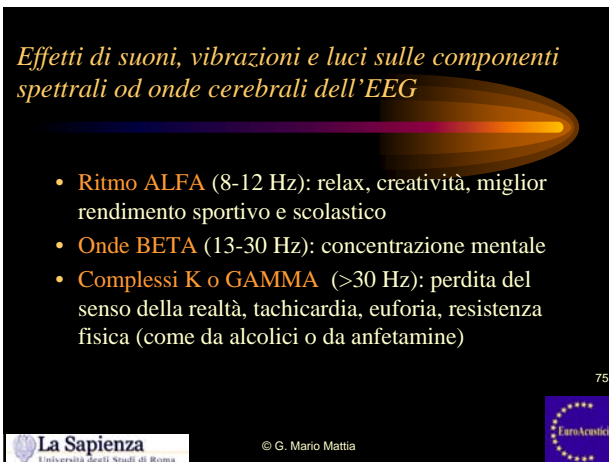 Effetti di suoni, vibrazioni e luci sulle componenti
spettrali od onde cerebrali dell'EEG
• Ritmo ALFA (8-12 Hz): relax, creatività, miglior
rendimento sportivo e scolastico
• Onde BETA (13-30 Hz): concentrazione mentale
• Complessi K o GAMMA (>30 Hz): perdita del
senso della realtà, tachicardia, euforia, resistenza
fisica (come da alcolici o da anfetamine)
75
La Sapienza
Università degli Studi di Roma
© G. Mario Mattia
EuroAcustici